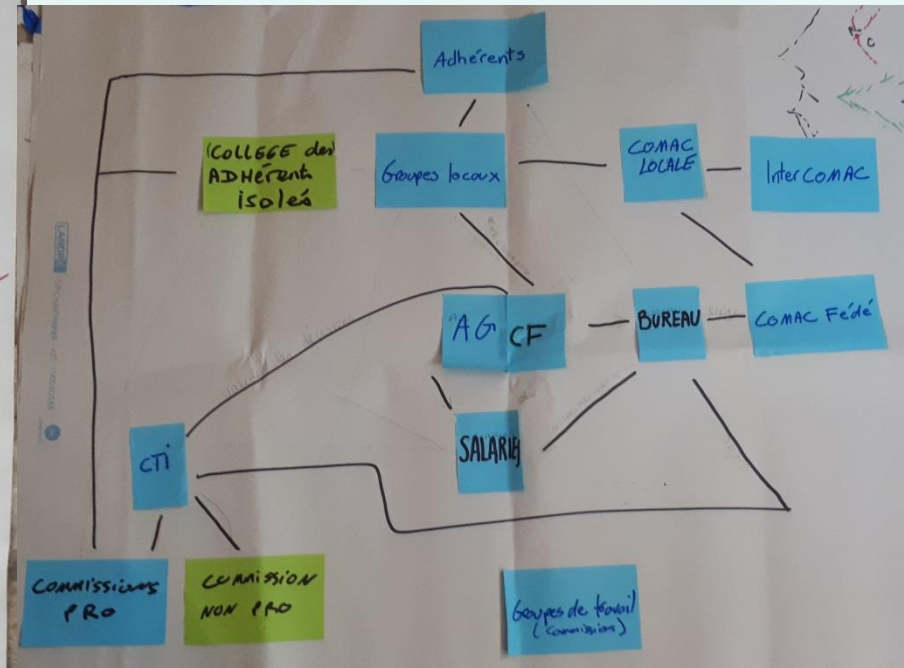 Adhérents
(COLLEGE des)
ADHérents
isolés
Groupes locaux
COMAC
LOCALE
InterCOMAC
AG CF
BUREAU
COMAC Fédé
CTi
SALARIéS
COMMISSIONS
PRO
COMMISSION
NON PRO
Groupes de travail
(commissions)